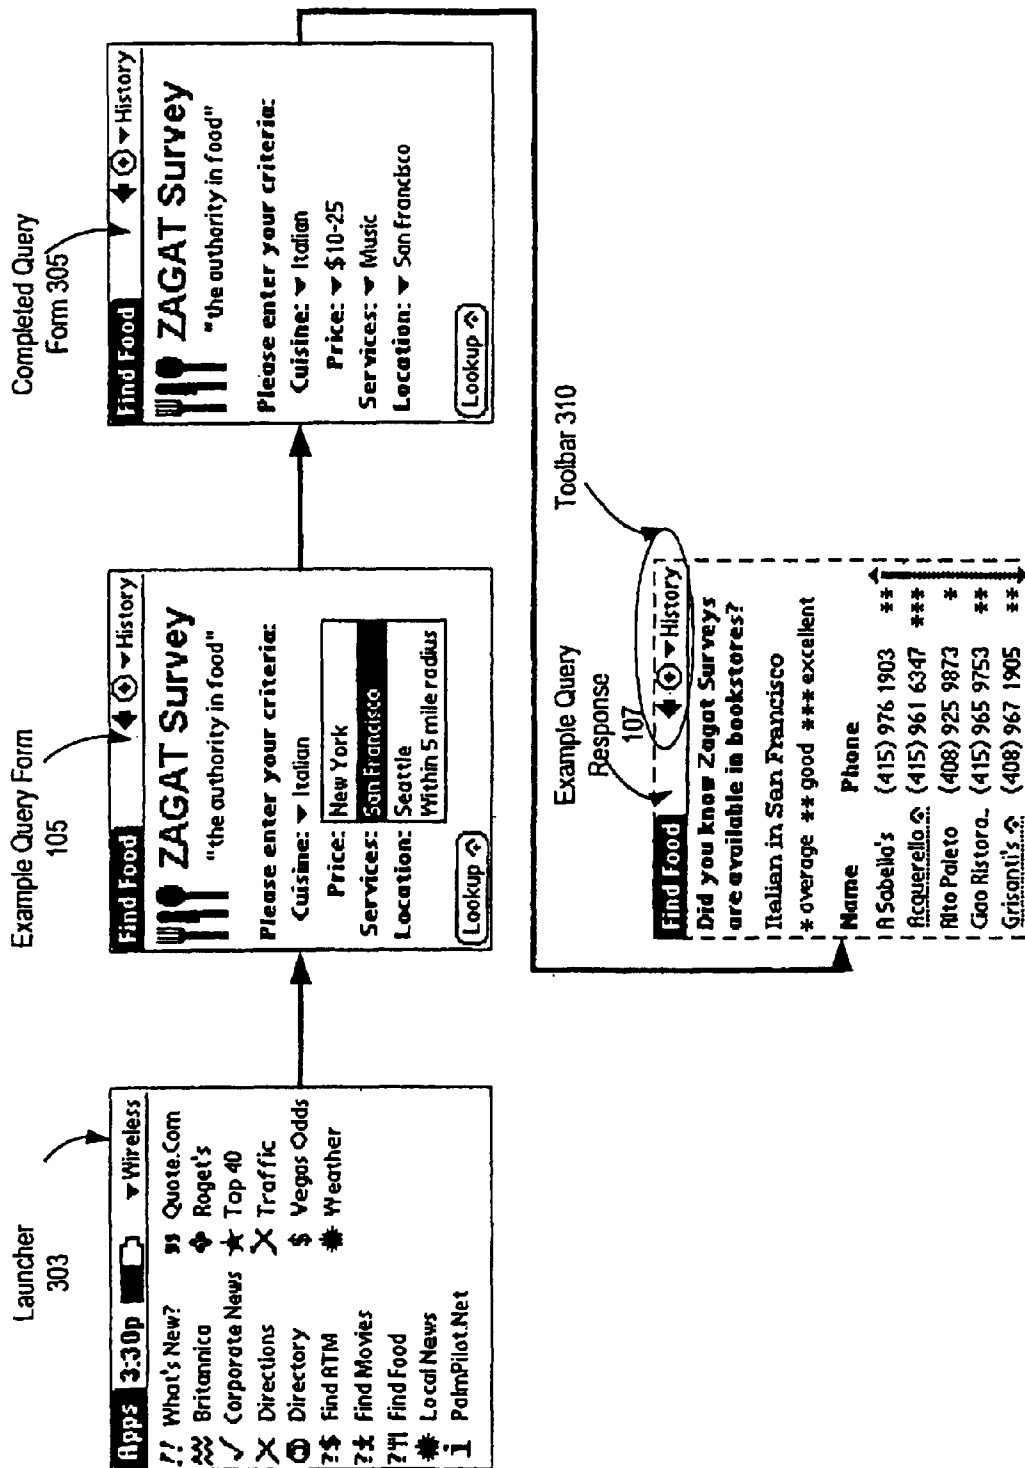 Launcher
303
Apps 3:30p Wireless
What's New?
Britannica
Corporate News
Directions
Directory
Find ATM
Find Movies
Find Food
Local News
PalmPilot.Net
Quote.Com
Roget's
Top 40
Traffic
Vegas Odds
Weather
Example Query Form
105
Find Food History
ZAGAT Survey
"the authority in food"
Please enter your criteria:
Cuisine: Italian
Price:
Services:
Location:
New York
San Francisco
Seattle
Within 5 mile radius
Lookup
Completed Query
Form 305
Find Food History
ZAGAT Survey
"the authority in food"
Please enter your criteria:
Cuisine: Italian
Price: $10-25
Services: Music
Location: San Francisco
Lookup
Example Query
Response
107
Toolbar 310
Find Food History
Did you know Zagat Surveys
are available in bookstores?
Italian in San Francisco
* average ** good *** excellent
Name Phone
A Sabella's (415) 976 1903 **
Acquerello (415) 961 6347 ***
Alto Paleto (408) 925 9873 *
Ciao Ristora.. (415) 965 9753 **
Grisanti's (408) 967 1905 **